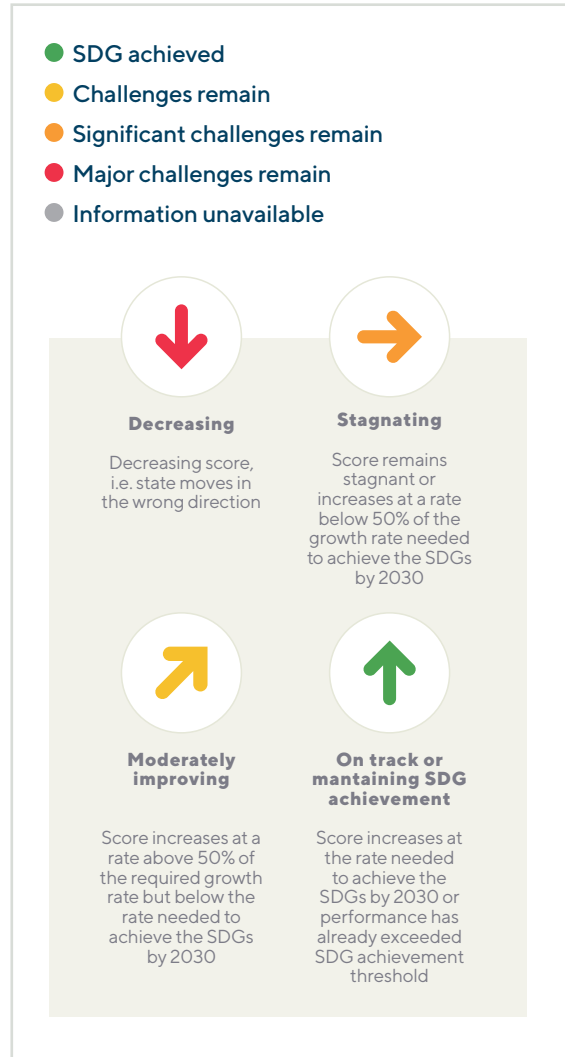 SDG achieved
Challenges remain
Significant challenges remain
Major challenges remain
Information unavailable
Decreasing
Decreasing score,
i.e. state moves in
the wrong direction
Stagnating
Score remains
stagnant or
increases at a rate
below 50% of the
growth rate needed
to achieve the SDGs
by 2030
Moderately
improving
Score increases at a
rate above 50% of
the required growth
rate but below the
rate needed to
achieve the SDGs
by 2030
On track or
mantaining SDG
achievement
Score increases at
the rate needed
to achieve the
SDGs by 2030 or
performance has
already exceeded
SDG achievement
threshold